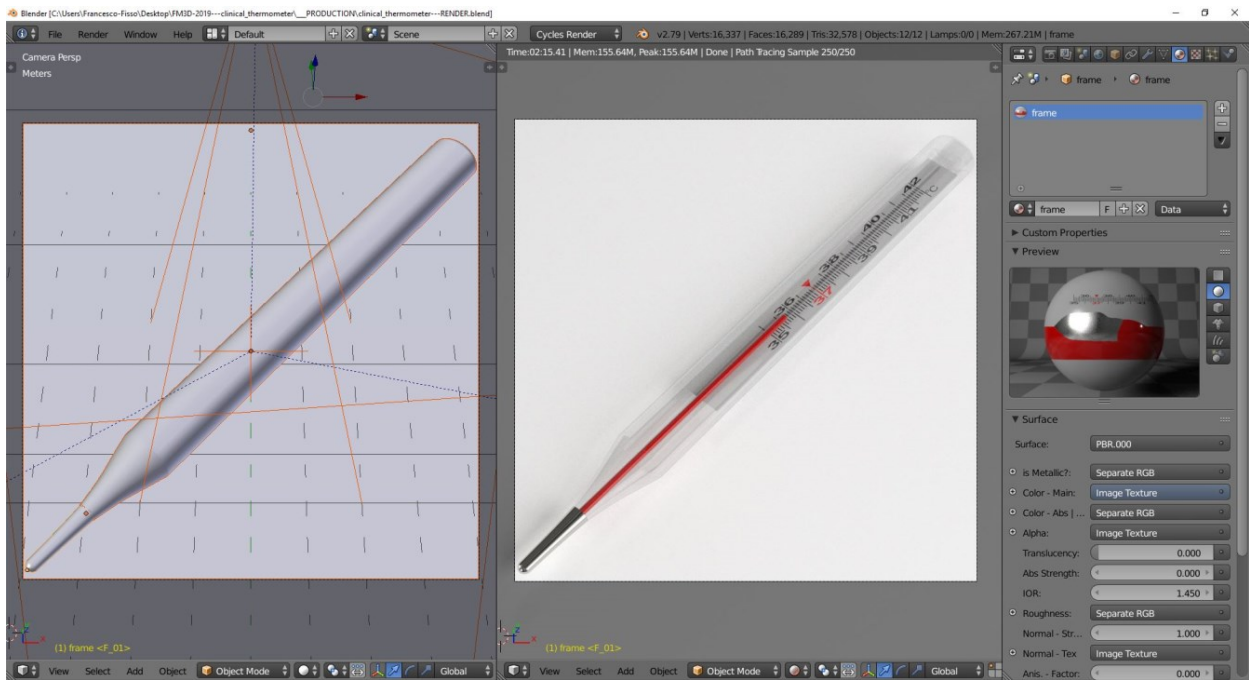 Blender [C:\Users\Francesco-Fisso\Desktop\FM3D-2019---clinical_thermometer\__PRODUCTION\clinical_thermometer---RENDER.blend]
File Render Window Help Default Scene Cycles Render v2.79 | Verts:16,337 | Faces:16,289 | Tris:32,578 | Objects:12/12 | Lamps:0/0 | Mem:267.21M | frame
Camera Persp
Meters
(1) frame <F_01>
View Select Add Object Object Mode Global
Time:02:15.41 | Mem:155.64M, Peak:155.64M | Done | Path Tracing Sample 250/250
42
°C
41
40
39
38
37
36
35
(1) frame <F_01>
View Select Add Object Object Mode Global
frame frame
frame
frame F Data
Custom Properties
Preview
Surface
Surface: PBR.000
is Metallic?: Separate RGB
Color - Main: Image Texture
Color - Abs | ... Separate RGB
Alpha: Image Texture
Translucency: 0.000
Abs Strength: 0.000
IOR: 1.450
Roughness: Separate RGB
Normal - Str... 1.000
Normal - Tex Image Texture
Anis. - Factor: 0.000